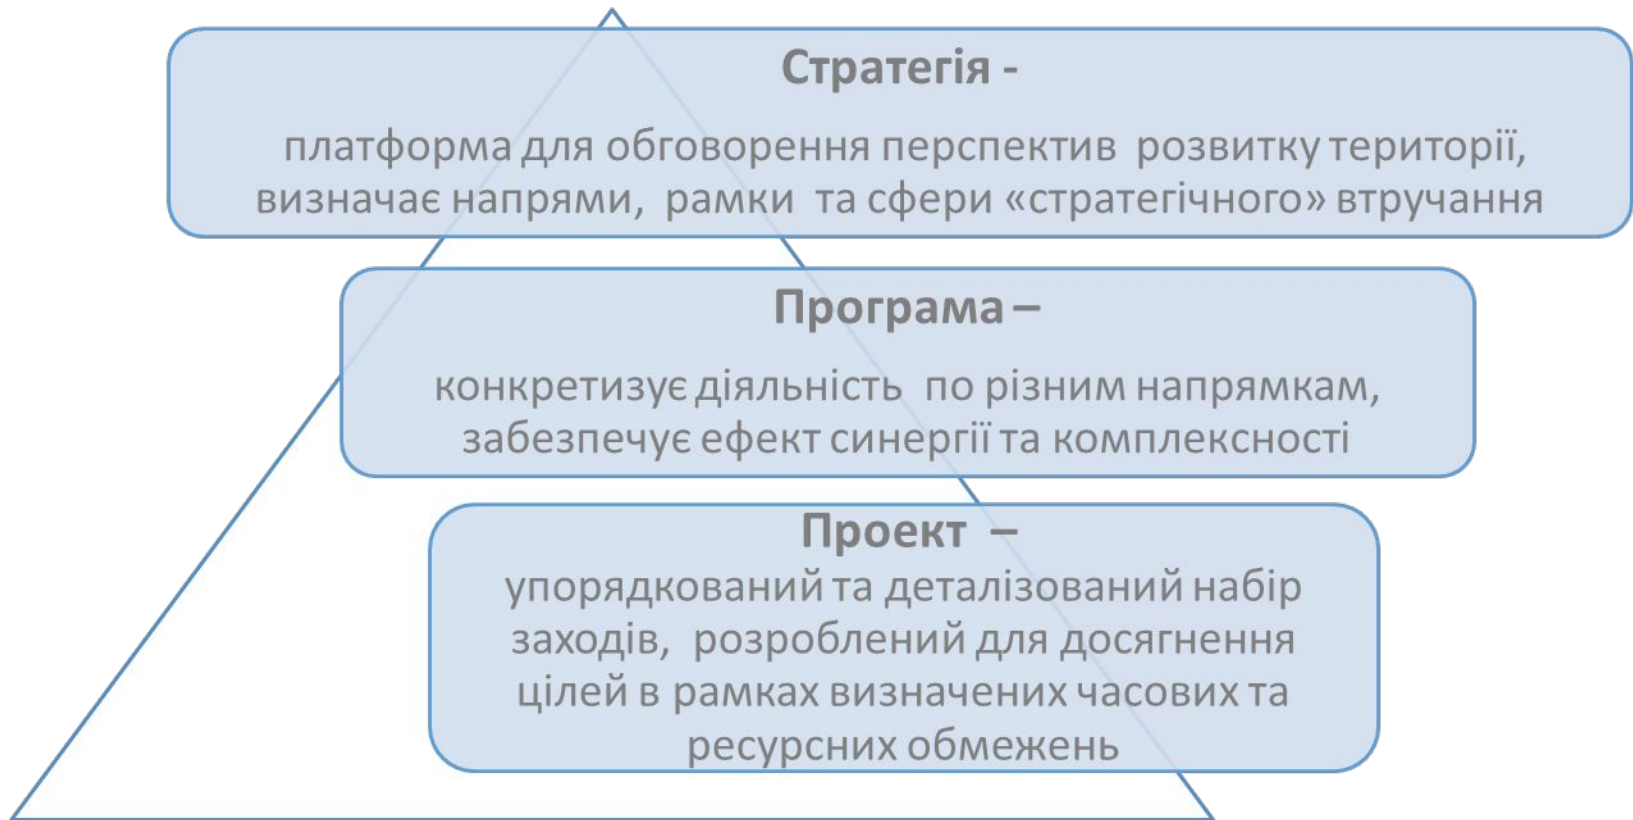 Стратегія -
платформа для обговорення перспектив розвитку території,
визначає напрями, рамки та сфери «стратегічного» втручання
Програма –
конкретизує діяльність по різним напрямкам,
забезпечує ефект синергії та комплексності
Проект –
упорядкований та деталізований набір
заходів, розроблений для досягнення
цілей в рамках визначених часових та
ресурсних обмежень